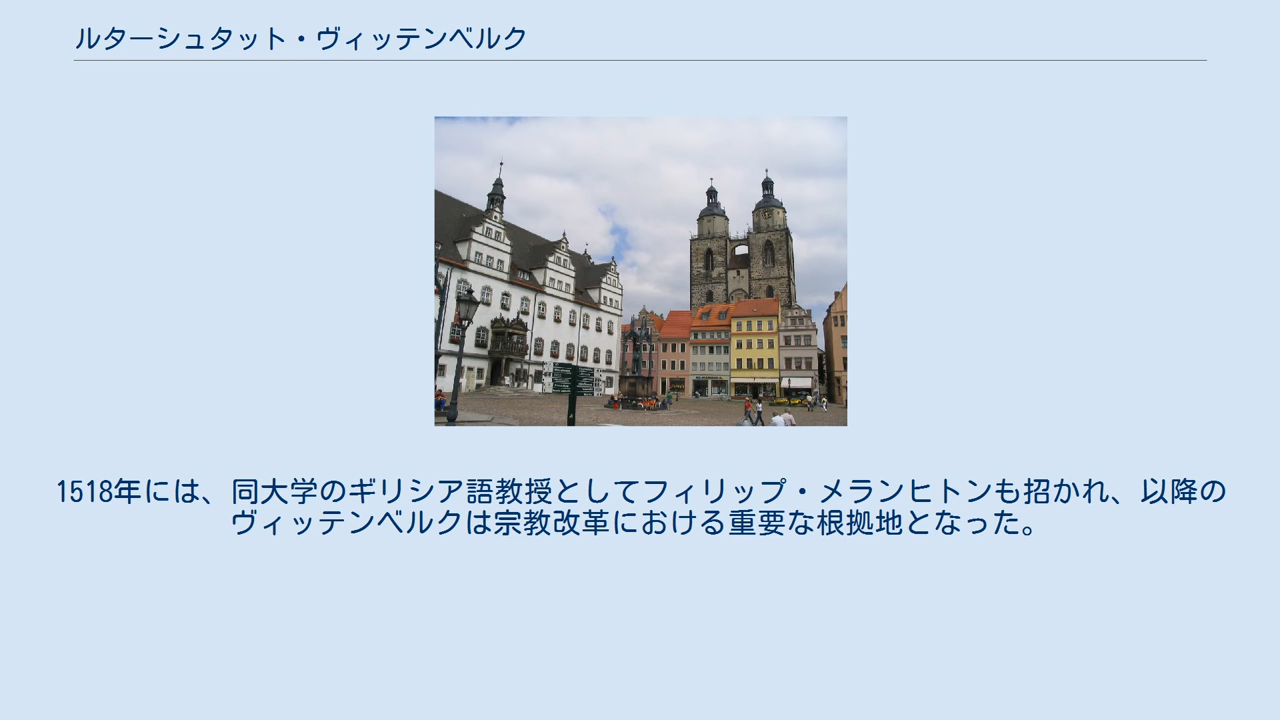 ルターシュタット・ヴィッテンベルク
1518年には、同大学のギリシア語教授としてフィリップ・メランヒトンも招かれ、以降の
ヴィッテンベルクは宗教改革における重要な根拠地となった。